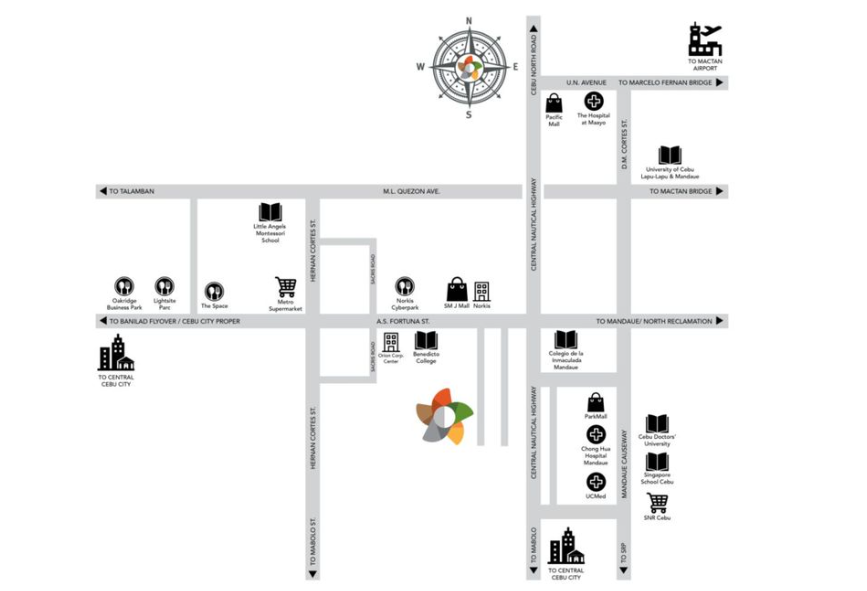 N
W
E
S
CEBU NORTH ROAD
TO MACTAN
AIRPORT
U.N. AVENUE
TO MARCELO FERNAN BRIDGE
Pacific
Mall
The Hospital
at Maayo
D.M. CORTES ST.
University of Cebu
Lapu-Lapu & Mandaue
TO TALAMBAN
M.L. QUEZON AVE.
TO MACTAN BRIDGE
CENTRAL NAUTICAL HIGHWAY
Little Angels
Montessori
School
HERNAN CORTES ST.
SACRIS ROAD
Oakridge
Business Park
Lightsite
Parc
The Space
Metro
Supermarket
Norkis
Cyberpark
SM J Mall
Norkis
TO BANILAD FLYOVER / CEBU CITY PROPER
A.S. FORTUNA ST.
TO MANDAUE/ NORTH RECLAMATION
TO CENTRAL
CEBU CITY
SACRIS ROAD
Orion Corp.
Center
Benedicto
College
Colegio de la
Inmaculada
Mandaue
HERNAN CORTES ST.
CENTRAL NAUTICAL HIGHWAY
ParkMall
Chong Hua
Hospital
Mandaue
UCMed
MANDAUE CAUSEWAY
Cebu Doctors'
University
Singapore
School Cebu
SNR Cebu
TO MABOLO ST.
TO MABOLO
TO CENTRAL
CEBU CITY
TO SRP